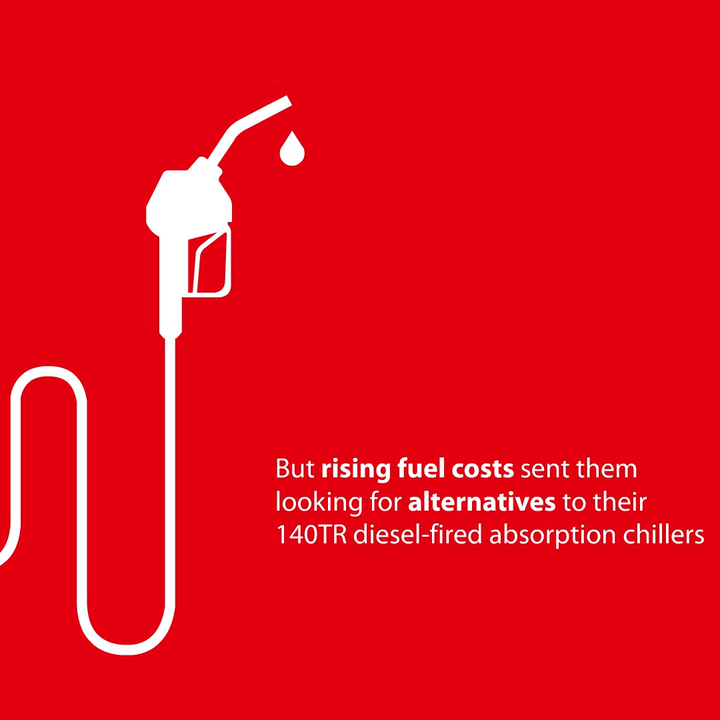 But rising fuel costs sent them
looking for alternatives to their
140TR diesel-fired absorption chillers